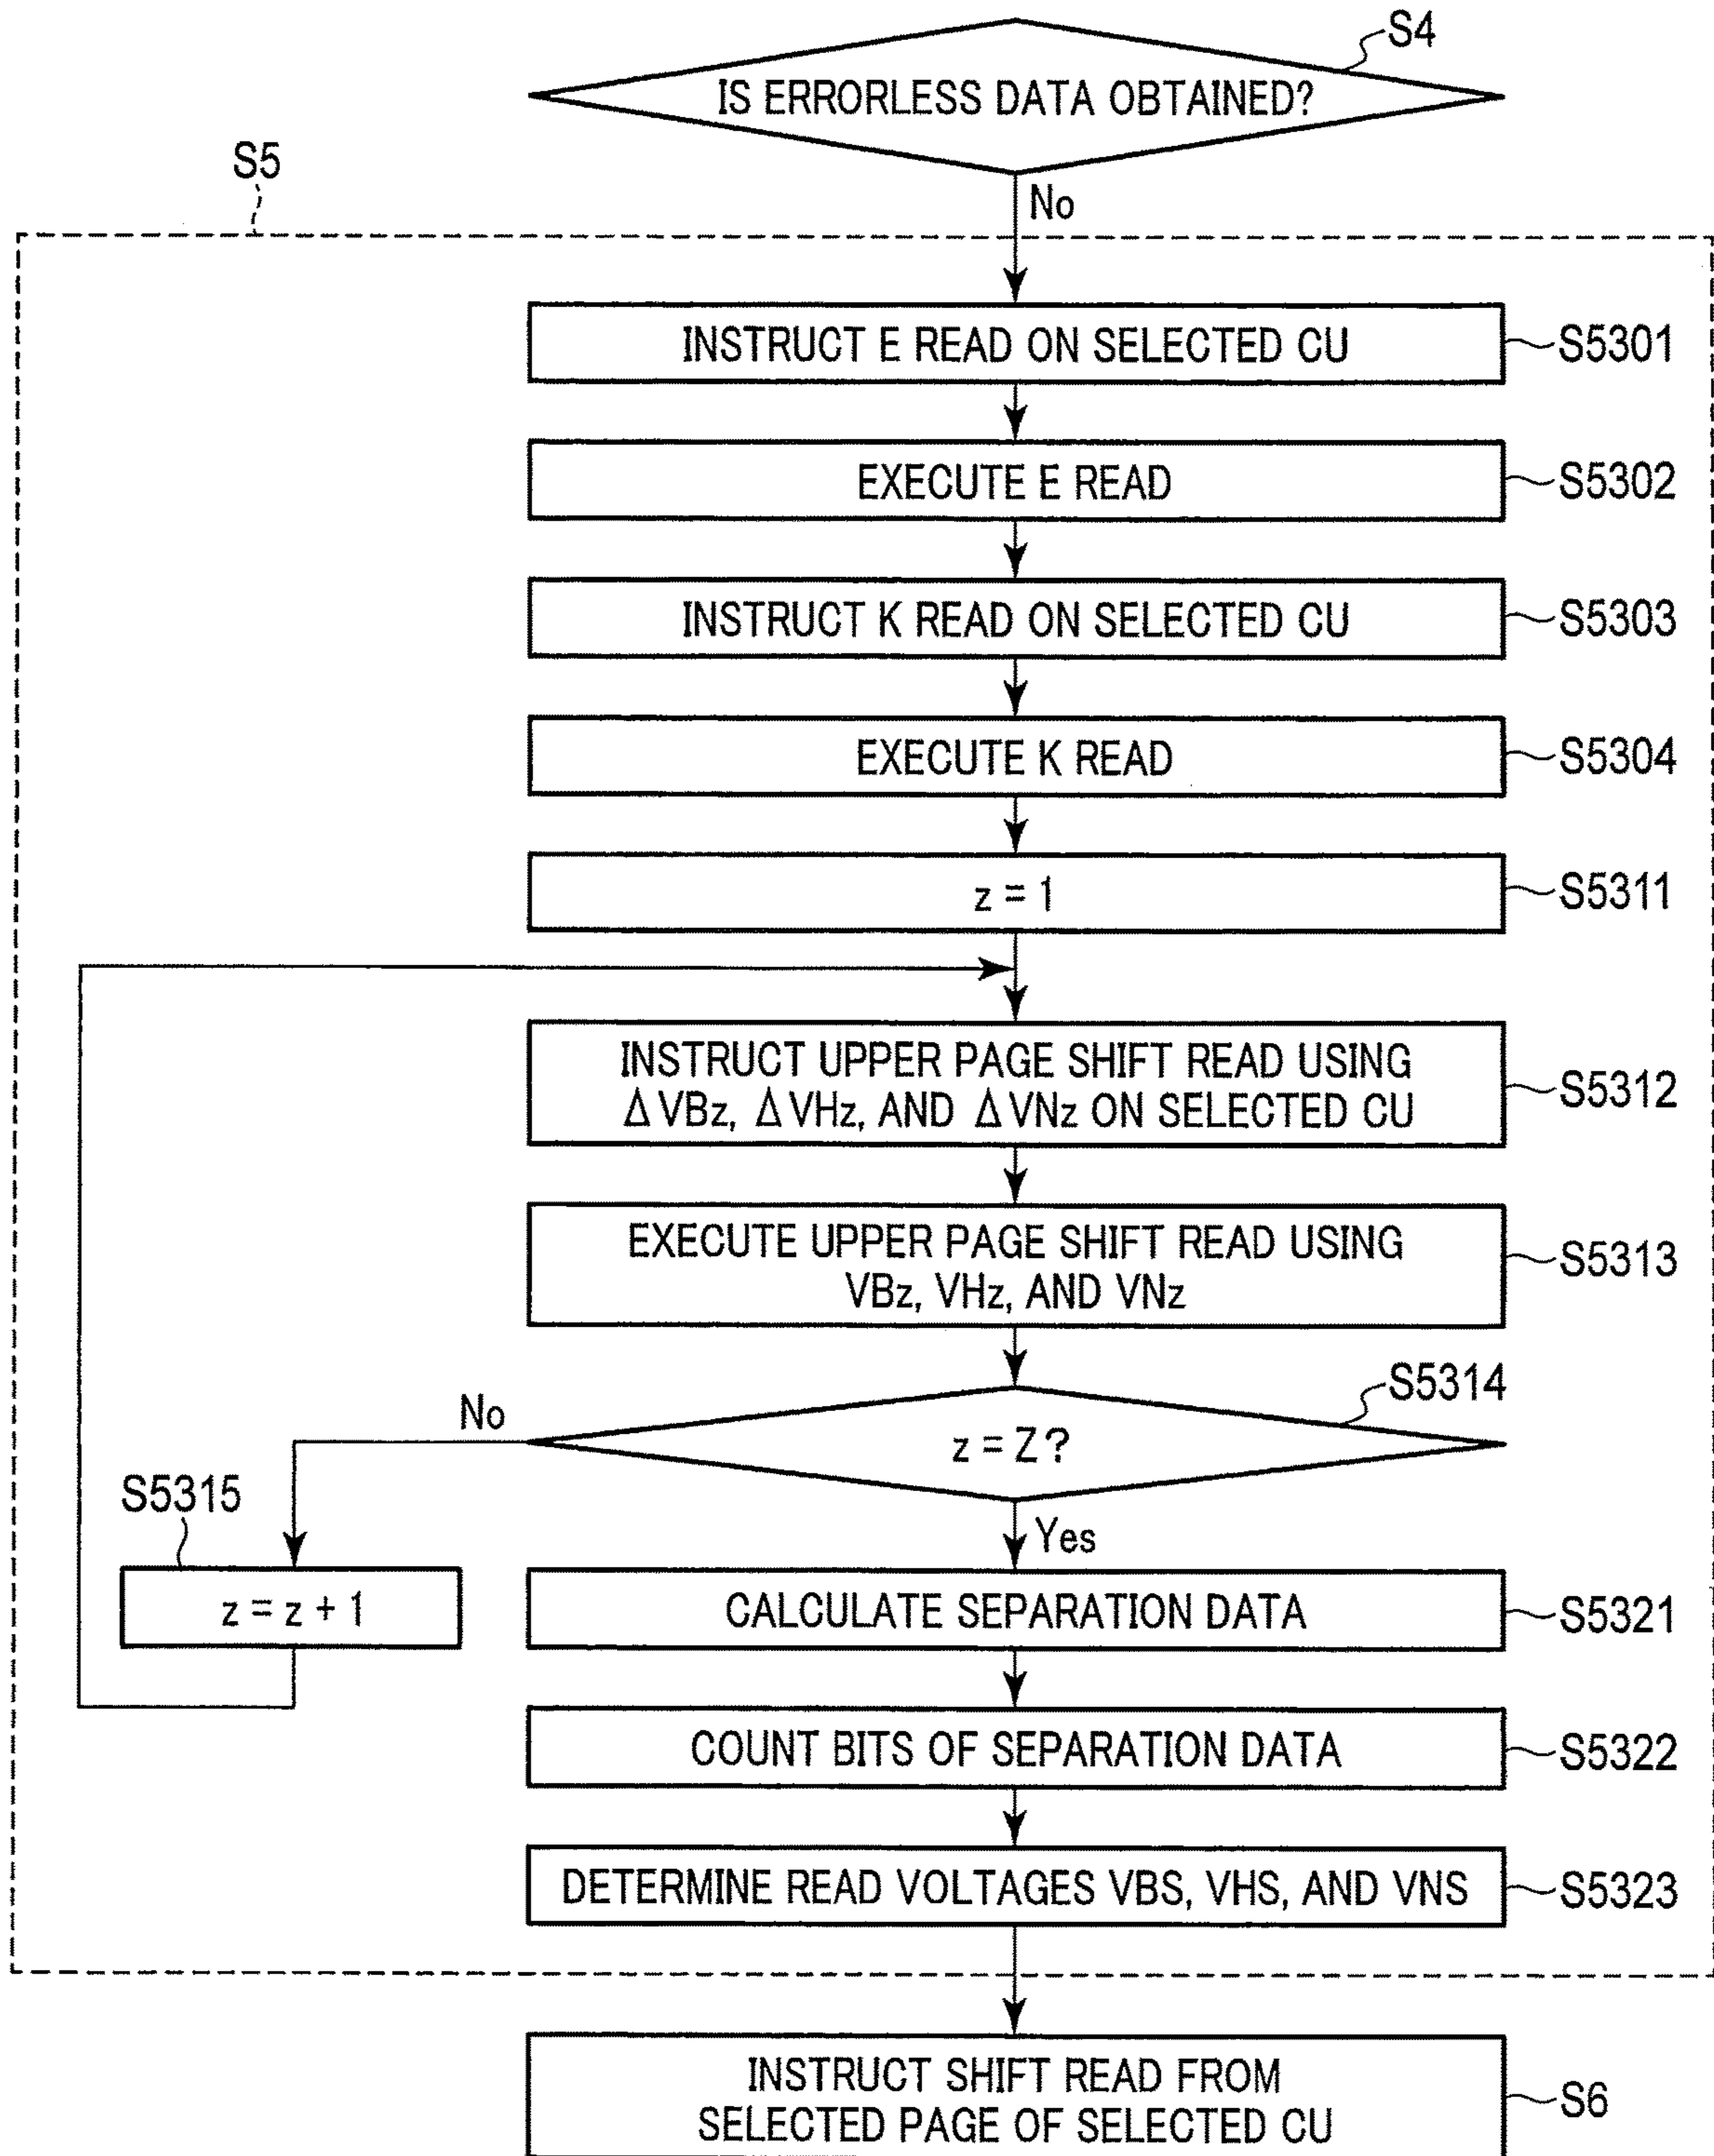 S4
IS ERRORLESS DATA OBTAINED?
S5
No
INSTRUCT E READ ON SELECTED CU
S5301
EXECUTE E READ
S5302
INSTRUCT K READ ON SELECTED CU
S5303
EXECUTE K READ
S5304
z = 1
S5311
INSTRUCT UPPER PAGE SHIFT READ USING
ΔVBz, ΔVHz, AND ΔVNz ON SELECTED CU
S5312
EXECUTE UPPER PAGE SHIFT READ USING
VBz, VHz, AND VNz
S5313
S5314
No
z = Z?
S5315
Yes
z = z + 1
CALCULATE SEPARATION DATA
S5321
COUNT BITS OF SEPARATION DATA
S5322
DETERMINE READ VOLTAGES VBS, VHS, AND VNS
S5323
INSTRUCT SHIFT READ FROM
SELECTED PAGE OF SELECTED CU
S6